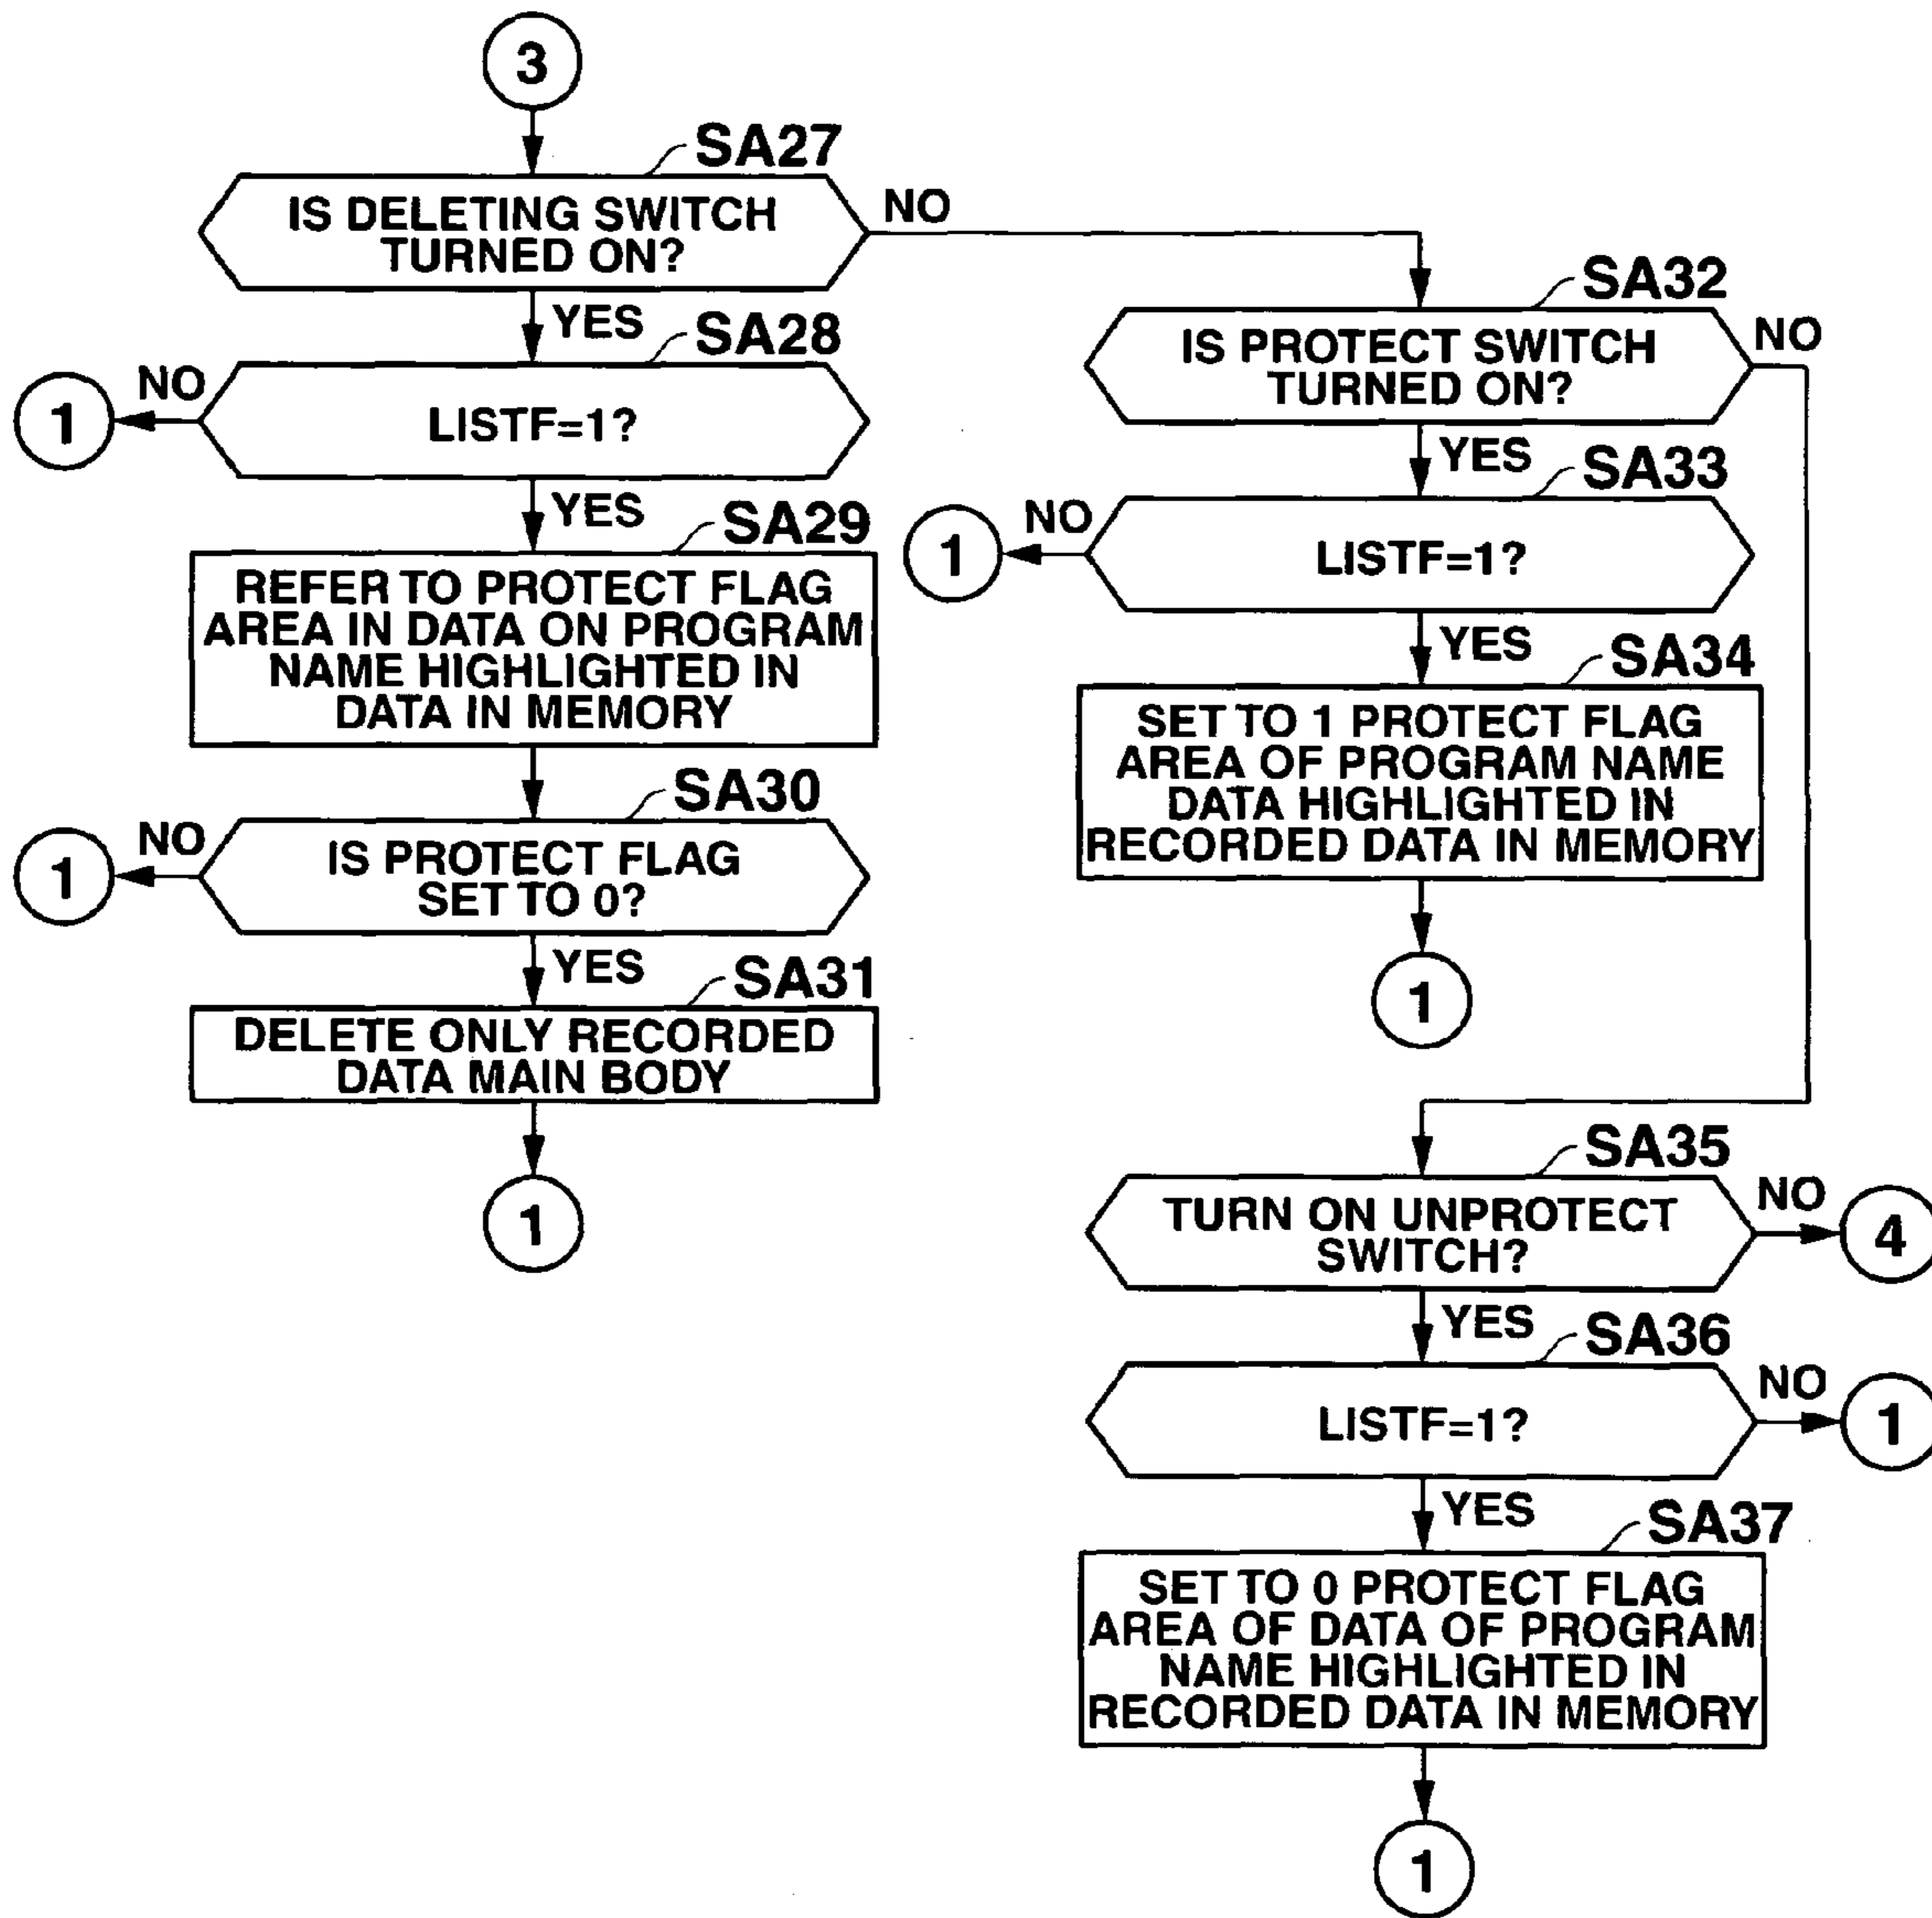 3
SA27
IS DELETING SWITCH
TURNED ON?
NO
YES
SA28
LISTF=1?
NO
1
YES
SA29
REFER TO PROTECT FLAG
AREA IN DATA ON PROGRAM
NAME HIGHLIGHTED IN
DATA IN MEMORY
SA30
IS PROTECT FLAG
SET TO 0?
NO
1
YES
SA31
DELETE ONLY RECORDED
DATA MAIN BODY
1
SA32
IS PROTECT SWITCH
TURNED ON?
NO
YES
SA33
LISTF=1?
NO
1
YES
SA34
SET TO 1 PROTECT FLAG
AREA OF PROGRAM NAME
DATA HIGHLIGHTED IN
RECORDED DATA IN MEMORY
1
SA35
TURN ON UNPROTECT
SWITCH?
NO
4
YES
SA36
LISTF=1?
NO
1
YES
SA37
SET TO 0 PROTECT FLAG
AREA OF DATA OF PROGRAM
NAME HIGHLIGHTED IN
RECORDED DATA IN MEMORY
1